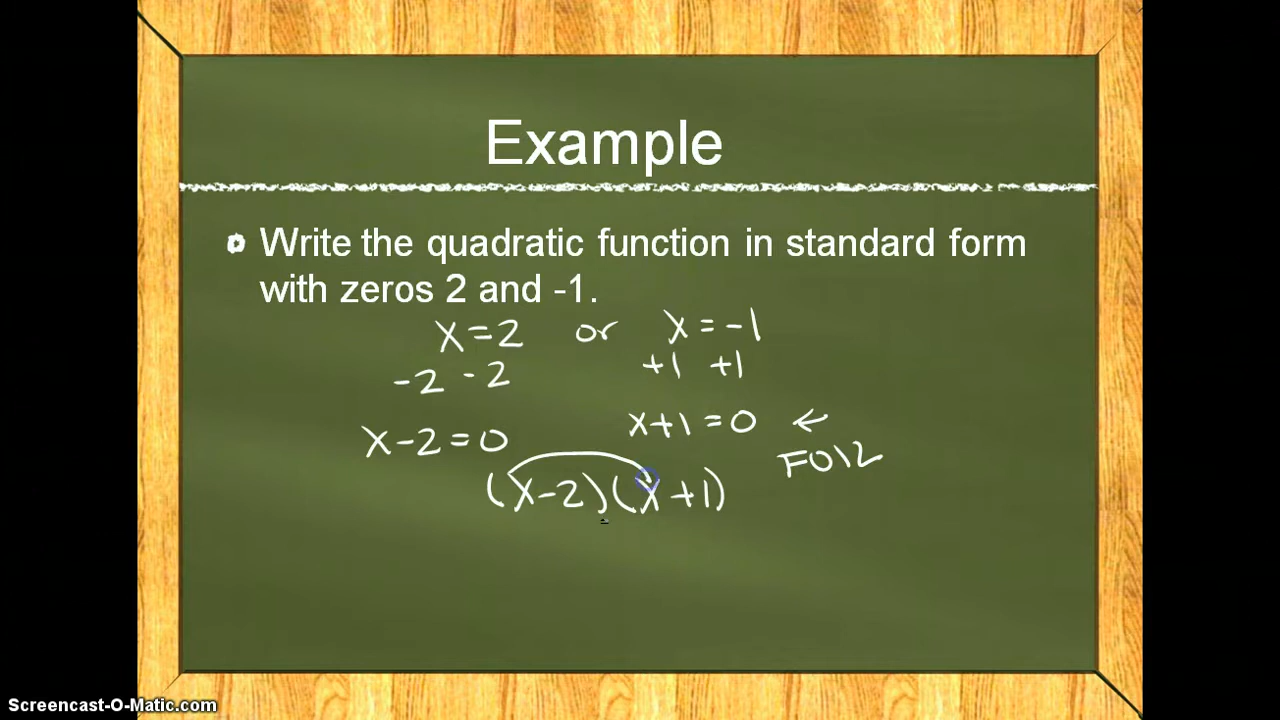 Example
Write the quadratic function in standard form
with zeros 2 and -1.
x=2 or x=-1
-2 -2 +1 +1
x-2=0 x+1=0 ←
FOIL
(x-2)(x+1)
Screencast-O-Matic.com